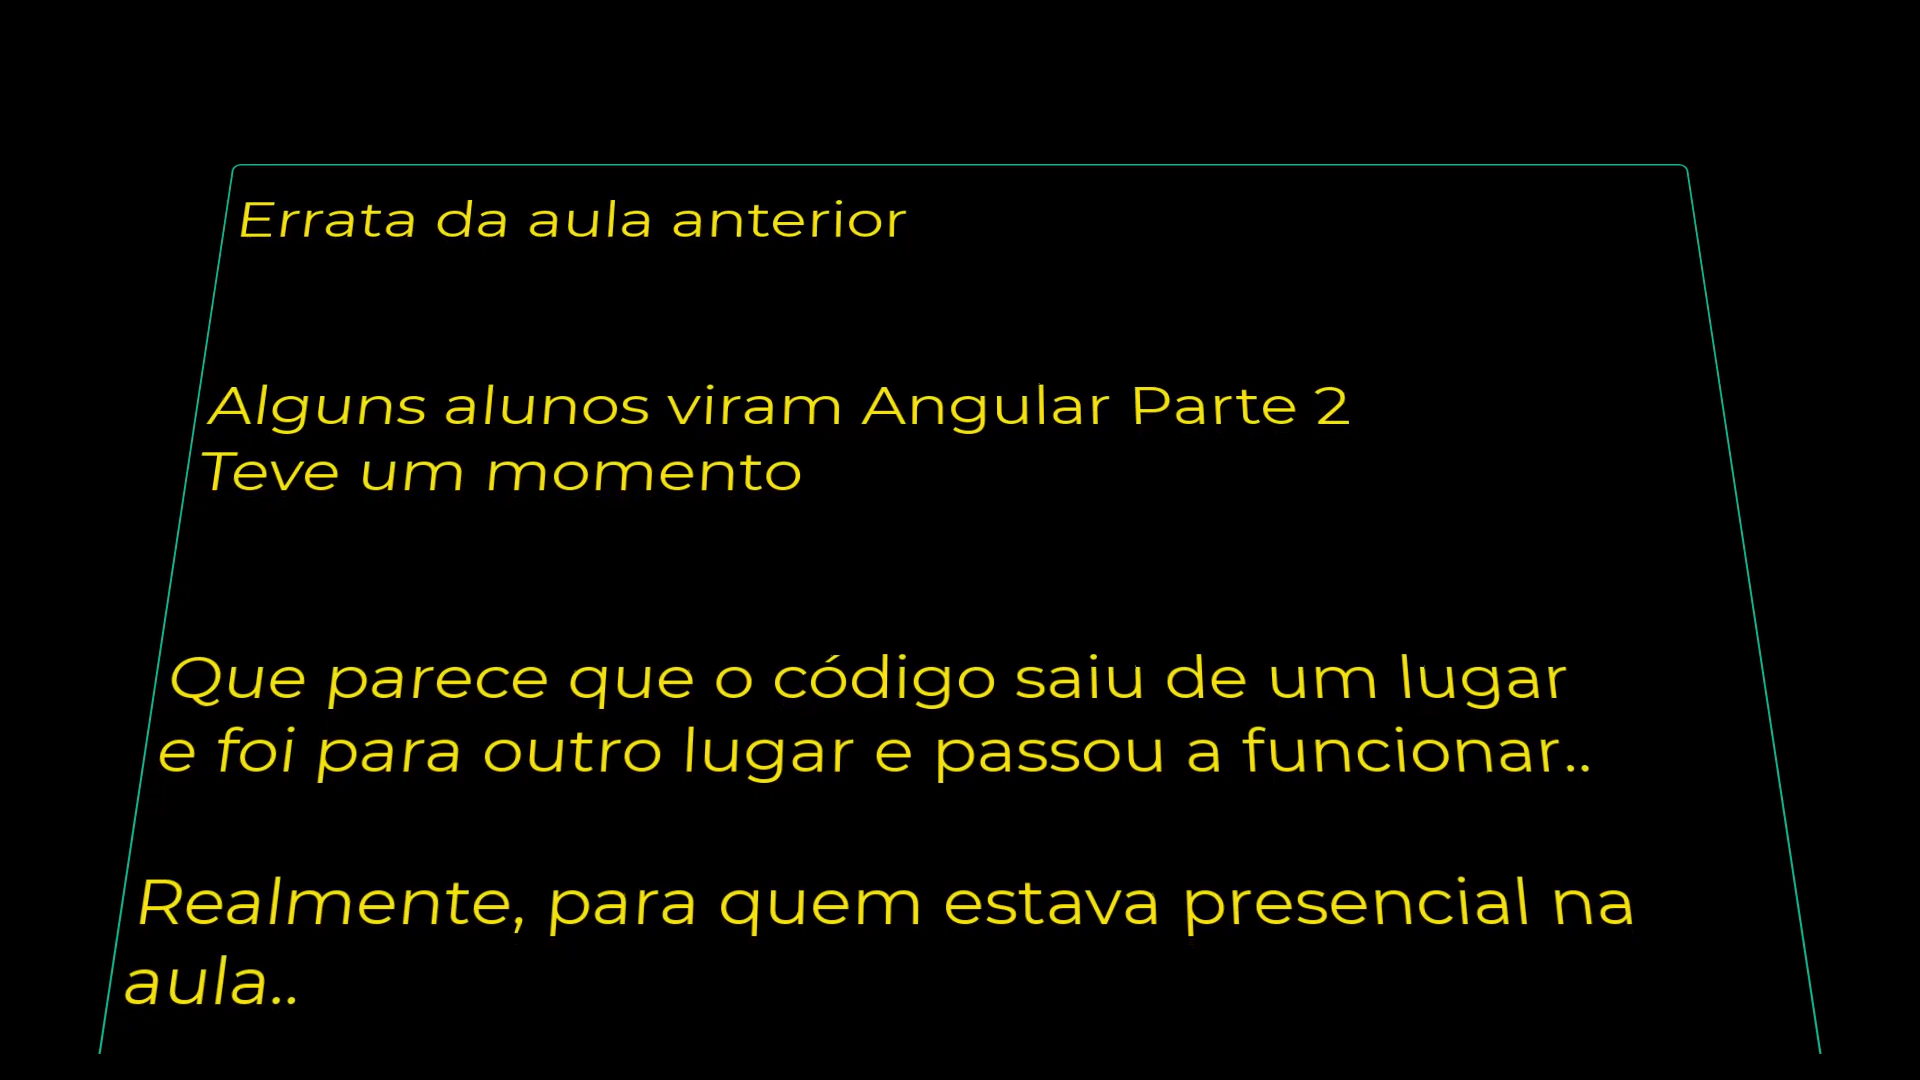 Errata da aula anterior
Alguns alunos viram Angular Parte 2
Teve um momento
Que parece que o código saiu de um lugar
e foi para outro lugar e passou a funcionar..
Realmente, para quem estava presencial na
aula..